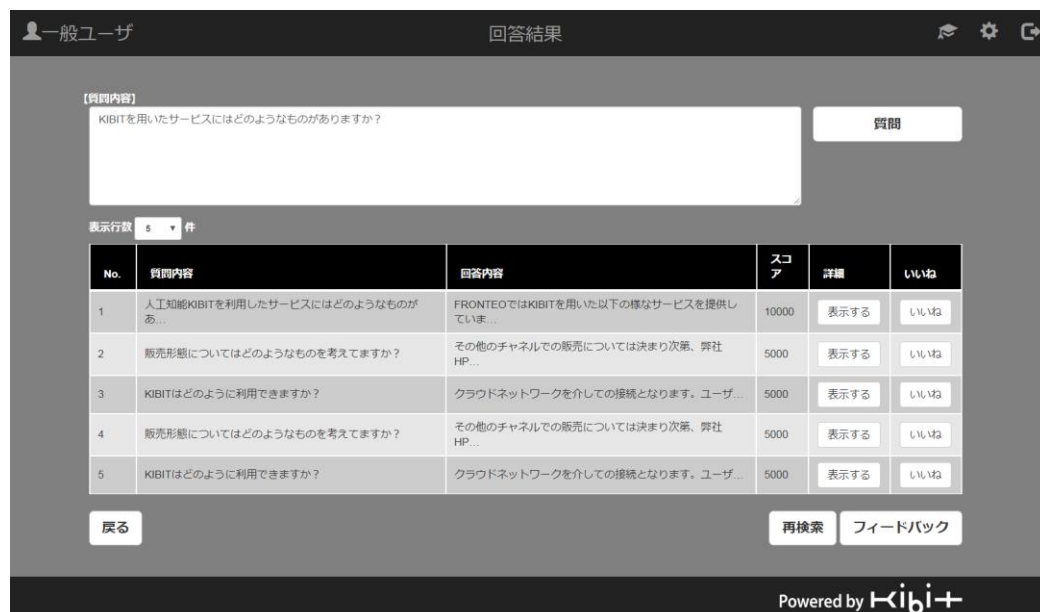 一般ユーザ
回答結果
【質問内容】
KIBITを用いたサービスにはどのようなものがありますか？
質問
表示行数 5 件
No. 質問内容 回答内容 スコア 詳細 いいね
1 人工知能KIBITを利用したサービスにはどのようなものがあ... FRONTEOではKIBITを用いた以下の様なサービスを提供していま... 10000 表示する いいね
2 販売形態についてはどのようなものを考えてますか？ その他のチャネルでの販売については決まり次第、弊社HP... 5000 表示する いいね
3 KIBITはどのように利用できますか？ クラウドネットワークを介しての接続となります。ユーザ... 5000 表示する いいね
4 販売形態についてはどのようなものを考えてますか？ その他のチャネルでの販売については決まり次第、弊社HP... 5000 表示する いいね
5 KIBITはどのように利用できますか？ クラウドネットワークを介しての接続となります。ユーザ... 5000 表示する いいね
戻る 再検索 フィードバック
Powered by Kibit